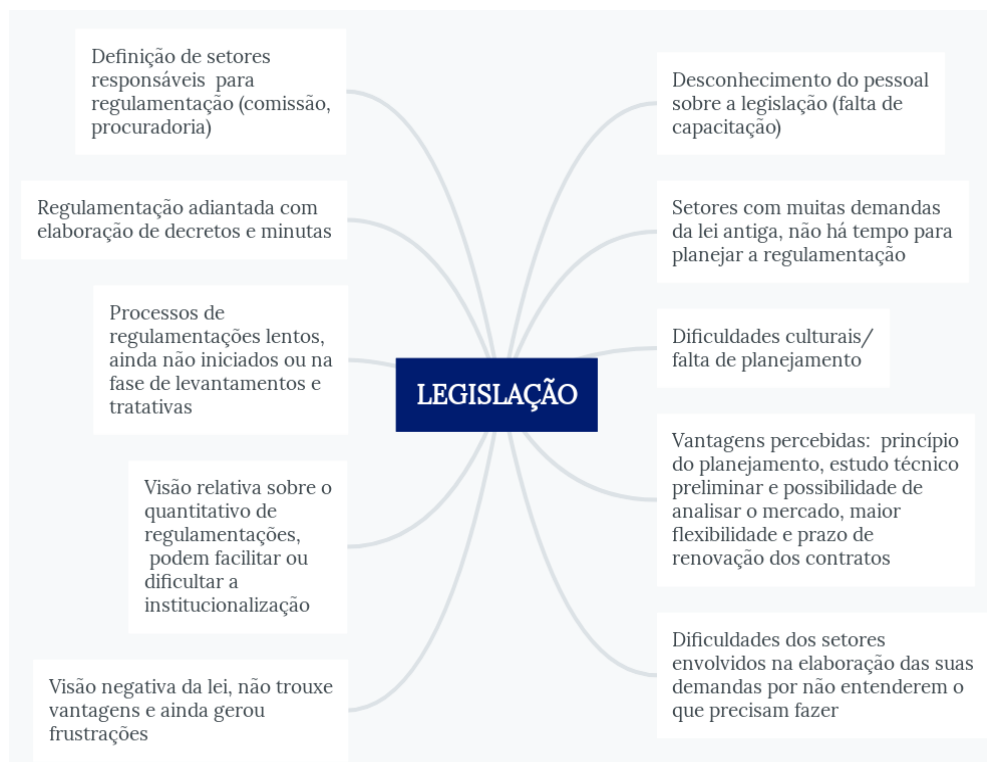 Definição de setores
responsáveis para
regulamentação (comissão,
procuradoria)
Regulamentação adiantada com
elaboração de decretos e minutas
Processos de
regulamentações lentos,
ainda não iniciados ou na
fase de levantamentos e
tratativas
Visão relativa sobre o
quantitativo de
regulamentações,
podem facilitar ou
dificultar a
institucionalização
Visão negativa da lei, não trouxe
vantagens e ainda gerou
frustrações
LEGISLAÇÃO
Desconhecimento do pessoal
sobre a legislação (falta de
capacitação)
Setores com muitas demandas
da lei antiga, não há tempo para
planejar a regulamentação
Dificuldades culturais/
falta de planejamento
Vantagens percebidas: princípio
do planejamento, estudo técnico
preliminar e possibilidade de
analisar o mercado, maior
flexibilidade e prazo de
renovação dos contratos
Dificuldades dos setores
envolvidos na elaboração das suas
demandas por não entenderem o
que precisam fazer